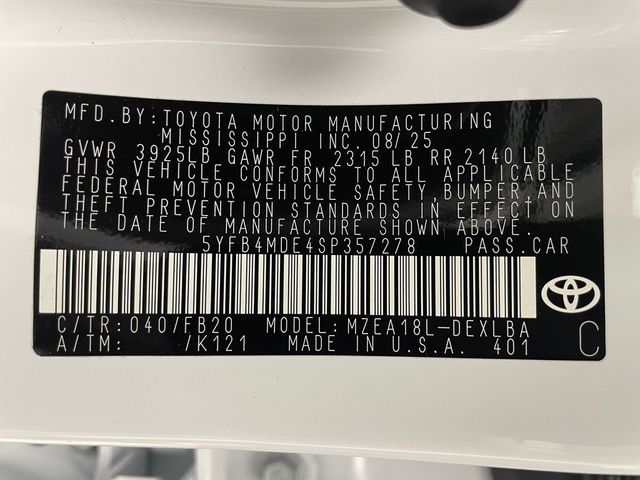 MFD.BY:TOYOTA MOTOR MANUFACTURING
MISSISSIPPI INC. 08/25
GVWR 3925LB GAWR FR 2315 LB RR 2140 LB
THIS VEHICLE CONFORMS TO ALL APPLICABLE
FEDERAL MOTOR VEHICLE SAFETY,BUMPER,AND
THEFT PREVENTION STANDARDS IN EFFECT ON
THE DATE OF MANUFACTURE SHOWN ABOVE.
5YFB4MDE4SP357278 PASS.CAR
C/TR:040/FB20 MODEL:MZEA18L-DEXLBA
A/TM: /K121 MADE IN U.S.A. 401 C